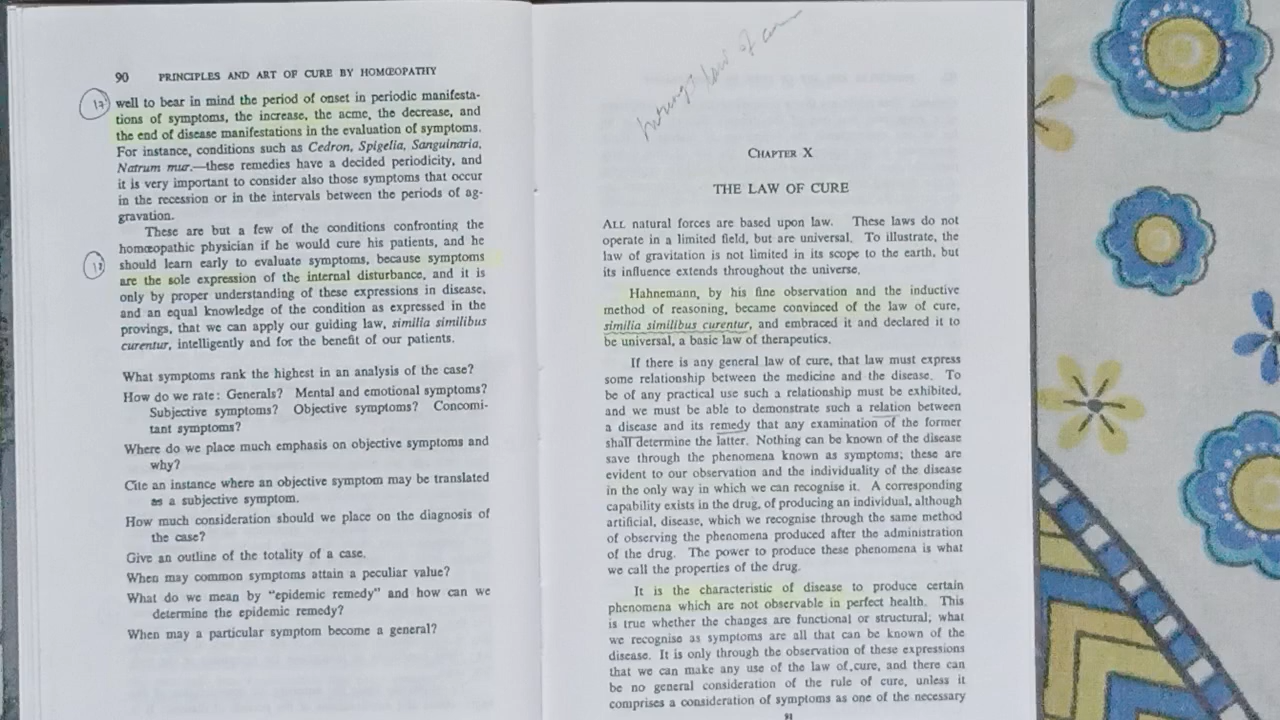 90 PRINCIPLES AND ART OF CURE BY HOMŒOPATHY
17 well to bear in mind the period of onset in periodic manifesta-
tions of symptoms, the increase, the acme, the decrease, and
the end of disease manifestations in the evaluation of symptoms.
For instance, conditions such as Cedron, Spigelia, Sanguinaria,
Natrum mur.—these remedies have a decided periodicity, and
it is very important to consider also those symptoms that occur
in the recession or in the intervals between the periods of ag-
gravation.
These are but a few of the conditions confronting the
homœopathic physician if he would cure his patients, and he
18 should learn early to evaluate symptoms, because symptoms
are the sole expression of the internal disturbance, and it is
only by proper understanding of these expressions in disease,
and an equal knowledge of the condition as expressed in the
provings, that we can apply our guiding law, similia similibus
curentur, intelligently and for the benefit of our patients.
What symptoms rank the highest in an analysis of the case?
How do we rate: Generals? Mental and emotional symptoms?
Subjective symptoms? Objective symptoms? Concomi-
tant symptoms?
Where do we place much emphasis on objective symptoms and
why?
Cite an instance where an objective symptom may be translated
as a subjective symptom.
How much consideration should we place on the diagnosis of
the case?
Give an outline of the totality of a case.
When may common symptoms attain a peculiar value?
What do we mean by "epidemic remedy" and how can we
determine the epidemic remedy?
When may a particular symptom become a general?
law of
CHAPTER X
THE LAW OF CURE
ALL natural forces are based upon law. These laws do not
operate in a limited field, but are universal. To illustrate, the
law of gravitation is not limited in its scope to the earth, but
its influence extends throughout the universe.
Hahnemann, by his fine observation and the inductive
method of reasoning, became convinced of the law of cure,
similia similibus curentur, and embraced it and declared it to
be universal, a basic law of therapeutics.
If there is any general law of cure, that law must express
some relationship between the medicine and the disease. To
be of any practical use such a relationship must be exhibited,
and we must be able to demonstrate such a relation between
a disease and its remedy that any examination of the former
shall determine the latter. Nothing can be known of the disease
save through the phenomena known as symptoms; these are
evident to our observation and the individuality of the disease
in the only way in which we can recognise it. A corresponding
capability exists in the drug, of producing an individual, although
artificial, disease, which we recognise through the same method
of observing the phenomena produced after the administration
of the drug. The power to produce these phenomena is what
we call the properties of the drug.
It is the characteristic of disease to produce certain
phenomena which are not observable in perfect health. This
is true whether the changes are functional or structural; what
we recognise as symptoms are all that can be known of the
disease. It is only through the observation of these expressions
that we can make any use of the law of cure, and there can
be no general consideration of the rule of cure, unless it
comprises a consideration of symptoms as one of the necessary
91